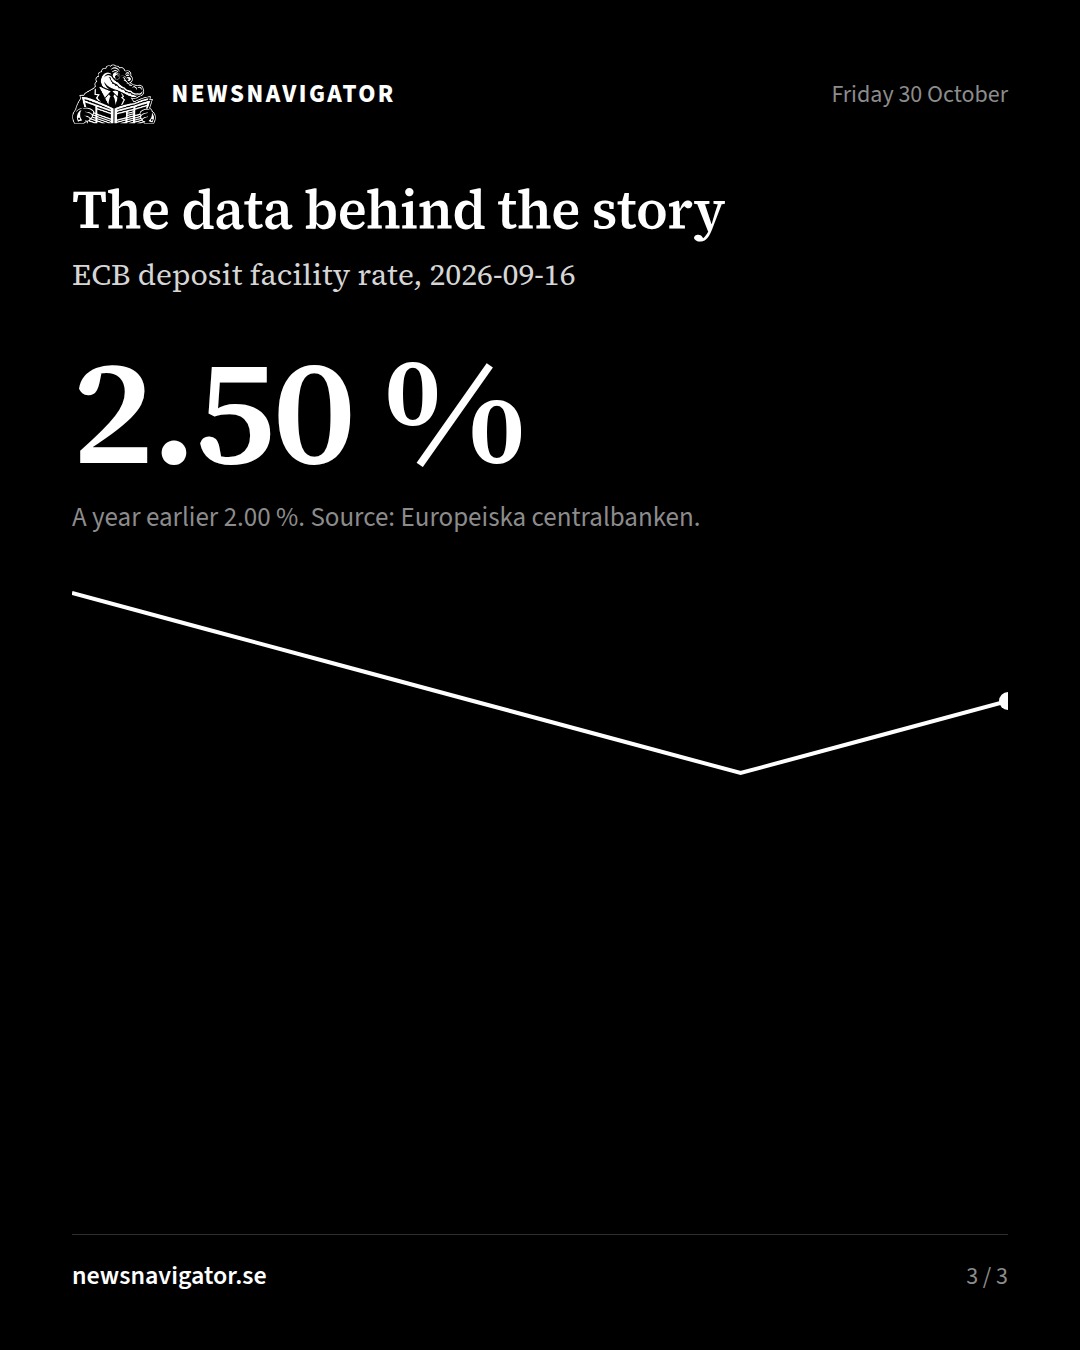 NEWSNAVIGATOR
Friday 30 October
The data behind the story
ECB deposit facility rate, 2026-09-16
2.50 %
A year earlier 2.00 %. Source: Europeiska centralbanken.
newsnavigator.se
3 / 3